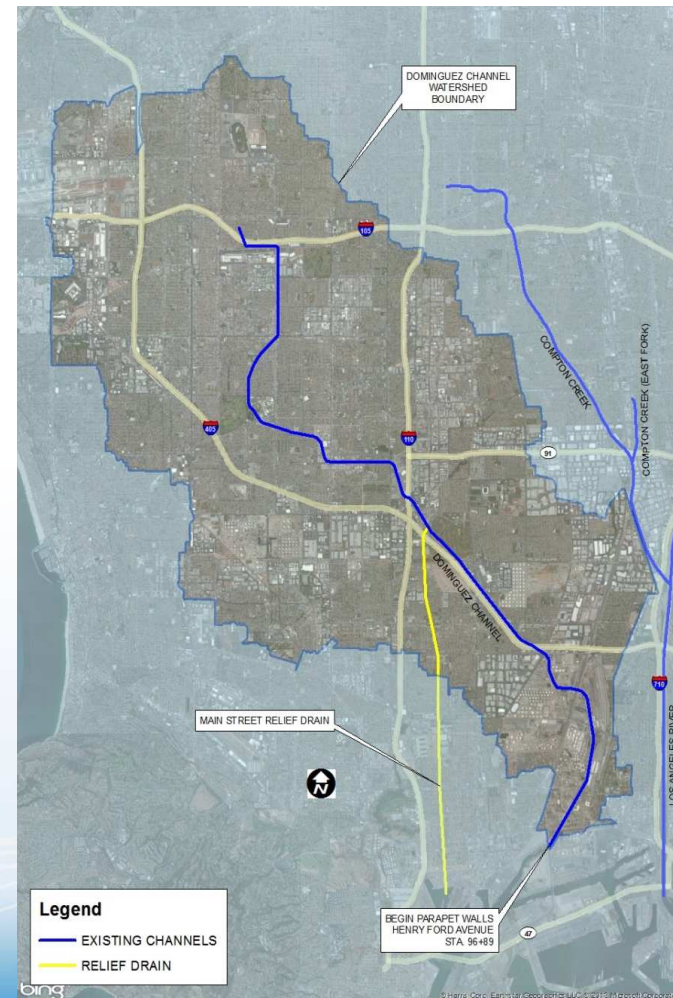 DOMINGUEZ CHANNEL
WATERSHED
BOUNDARY
105
COMPTON CREEK
COMPTON CREEK (EAST FORK)
405
110
91
DOMINGUEZ CHANNEL
710
MAIN STREET RELIEF DRAIN
LOS ANGELES RIVER
N
Legend
EXISTING CHANNELS
RELIEF DRAIN
BEGIN PARAPET WALLS
HENRY FORD AVENUE
STA. 96+89
47
bing